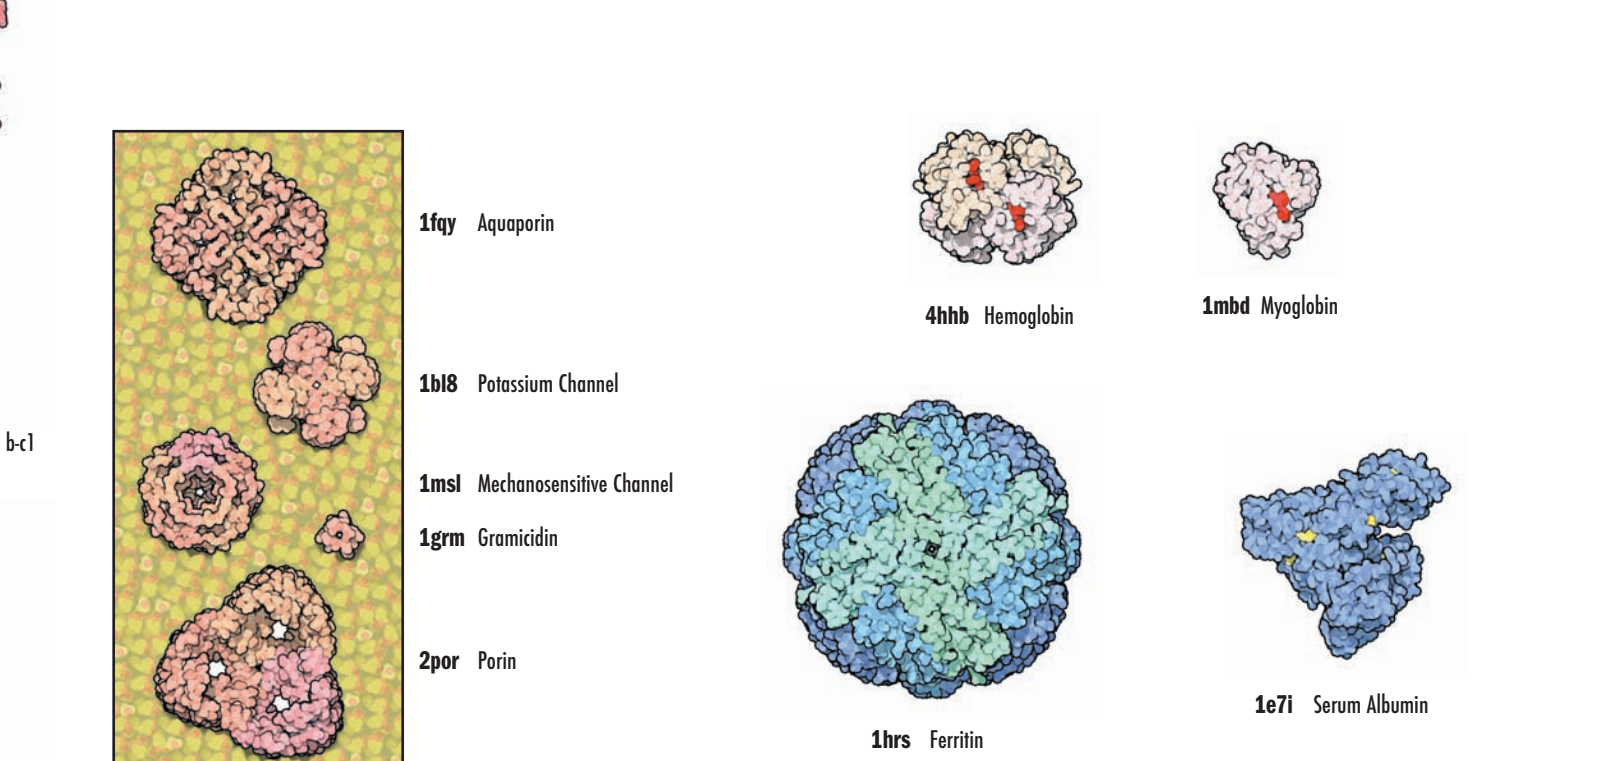 1fqy Aquaporin
4hhb Hemoglobin
1mbd Myoglobin
1bl8 Potassium Channel
b-c1
1msl Mechanosensitive Channel
1grm Gramicidin
2por Porin
1e7i Serum Albumin
1hrs Ferritin